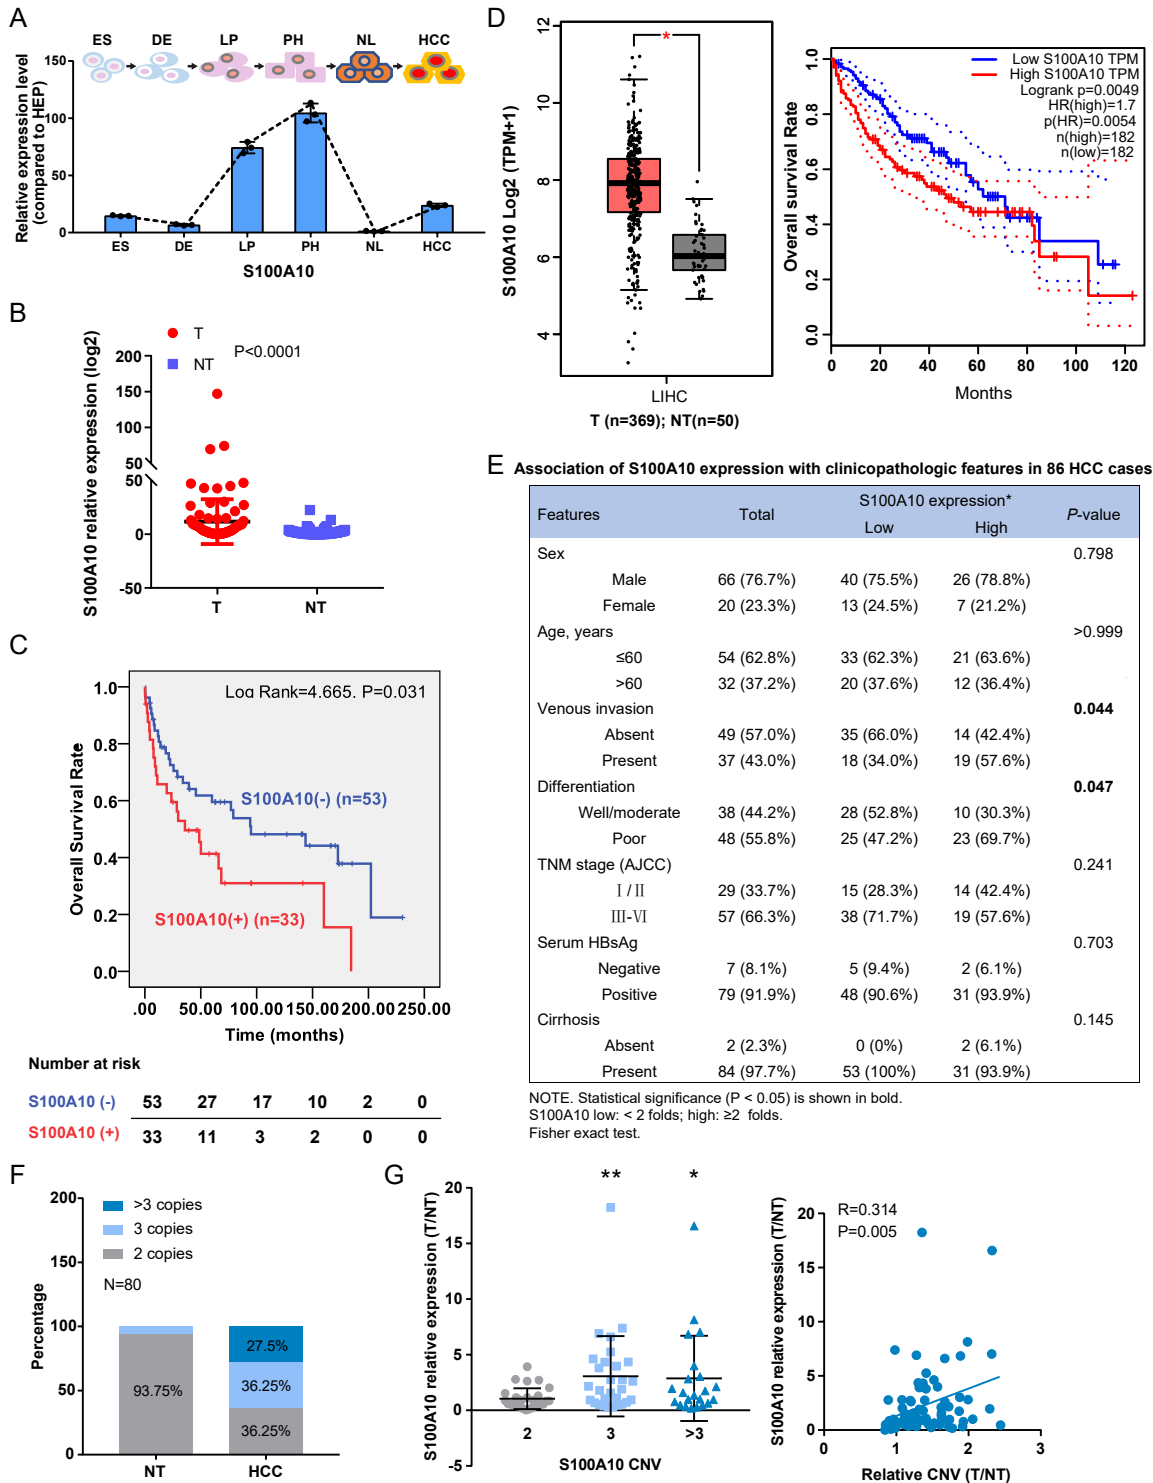 A
ES DE LP PH NL HCC
Relative expression level
(compared to HEP)
150
100
50
0
ES DE LP PH NL HCC
S100A10
B
T
NT
P<0.0001
S100A10 relative expression (log2)
200
150
100
50
50
0
-50
T NT
C
Log Rank=4.665, P=0.031
Overall Survival Rate
1.0
0.8
0.6
0.4
0.2
0.0
S100A10(-) (n=53)
S100A10(+) (n=33)
.00 50.00 100.00 150.00 200.00 250.00
Time (months)
Number at risk
S100A10 (-) 53 27 17 10 2 0
S100A10 (+) 33 11 3 2 0 0
D
S100A10 Log2 (TPM+1)
12
10
8
6
4
*
LIHC
T (n=369); NT(n=50)
Overall survival Rate
1.0
0.8
0.6
0.4
0.2
0.0
Low S100A10 TPM
High S100A10 TPM
Logrank p=0.0049
HR(high)=1.7
p(HR)=0.0054
n(high)=182
n(low)=182
0 20 40 60 80 100 120
Months
E Association of S100A10 expression with clinicopathologic features in 86 HCC cases
Features Total S100A10 expression* P-value
Low High
Sex 0.798
Male 66 (76.7%) 40 (75.5%) 26 (78.8%)
Female 20 (23.3%) 13 (24.5%) 7 (21.2%)
Age, years >0.999
≤60 54 (62.8%) 33 (62.3%) 21 (63.6%)
>60 32 (37.2%) 20 (37.6%) 12 (36.4%)
Venous invasion 0.044
Absent 49 (57.0%) 35 (66.0%) 14 (42.4%)
Present 37 (43.0%) 18 (34.0%) 19 (57.6%)
Differentiation 0.047
Well/moderate 38 (44.2%) 28 (52.8%) 10 (30.3%)
Poor 48 (55.8%) 25 (47.2%) 23 (69.7%)
TNM stage (AJCC) 0.241
Ⅰ/Ⅱ 29 (33.7%) 15 (28.3%) 14 (42.4%)
Ⅲ-Ⅵ 57 (66.3%) 38 (71.7%) 19 (57.6%)
Serum HBsAg 0.703
Negative 7 (8.1%) 5 (9.4%) 2 (6.1%)
Positive 79 (91.9%) 48 (90.6%) 31 (93.9%)
Cirrhosis 0.145
Absent 2 (2.3%) 0 (0%) 2 (6.1%)
Present 84 (97.7%) 53 (100%) 31 (93.9%)
NOTE. Statistical significance (P < 0.05) is shown in bold.
S100A10 low: < 2 folds; high: ≥2 folds.
Fisher exact test.
F
Percentage
200
150
100
50
0
>3 copies
3 copies
2 copies
N=80
93.75%
27.5%
36.25%
36.25%
NT HCC
G
S100A10 relative expression (T/NT)
20
15
10
5
0
-5
** *
2 3 >3
S100A10 CNV
S100A10 relative expression (T/NT)
R=0.314
P=0.005
20
15
10
5
0
0 1 2 3
Relative CNV (T/NT)